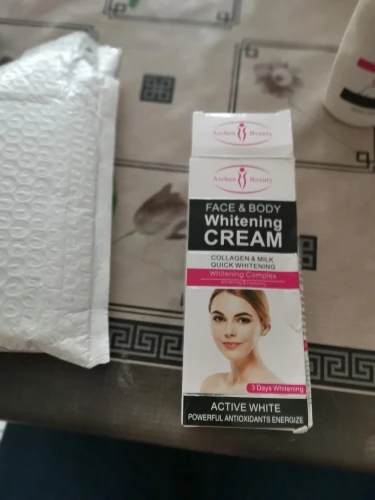 Aichun Beauty
Aichun Beauty
FACE & BODY
Whitening
CREAM
COLLAGEN & MILK
QUICK WHITENING
Whitening Complex
3 Days Whitening
ACTIVE WHITE
POWERFUL ANTIOXIDANTS ENERGIZE